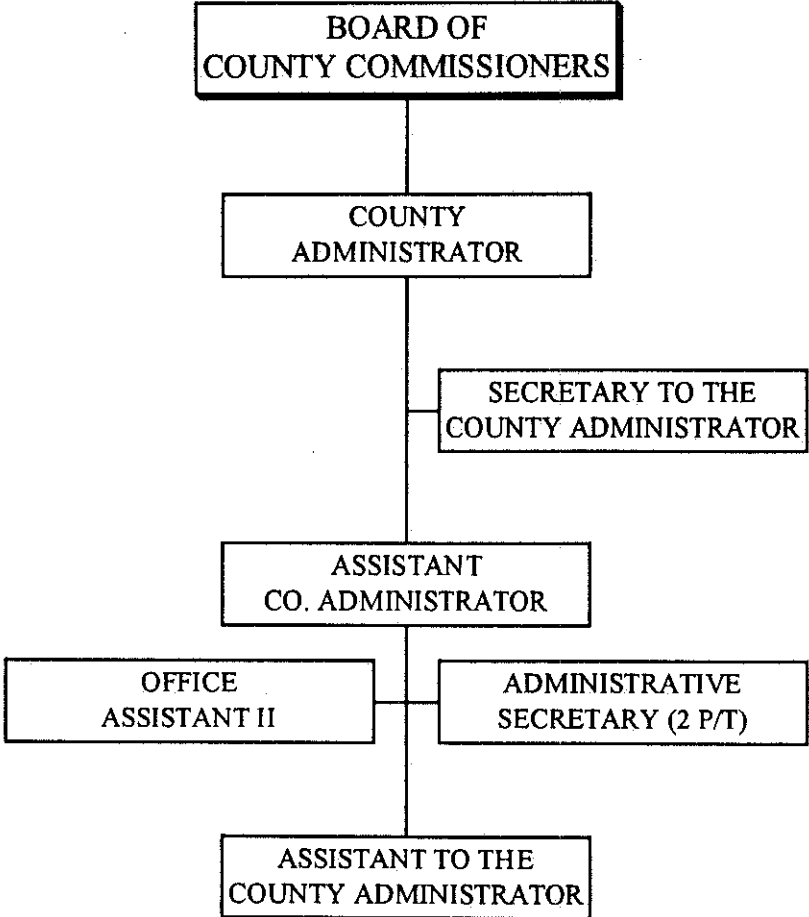 BOARD OF
COUNTY COMMISSIONERS
COUNTY
ADMINISTRATOR
SECRETARY TO THE
COUNTY ADMINISTRATOR
ASSISTANT
CO. ADMINISTRATOR
OFFICE
ASSISTANT II
ADMINISTRATIVE
SECRETARY (2 P/T)
ASSISTANT TO THE
COUNTY ADMINISTRATOR